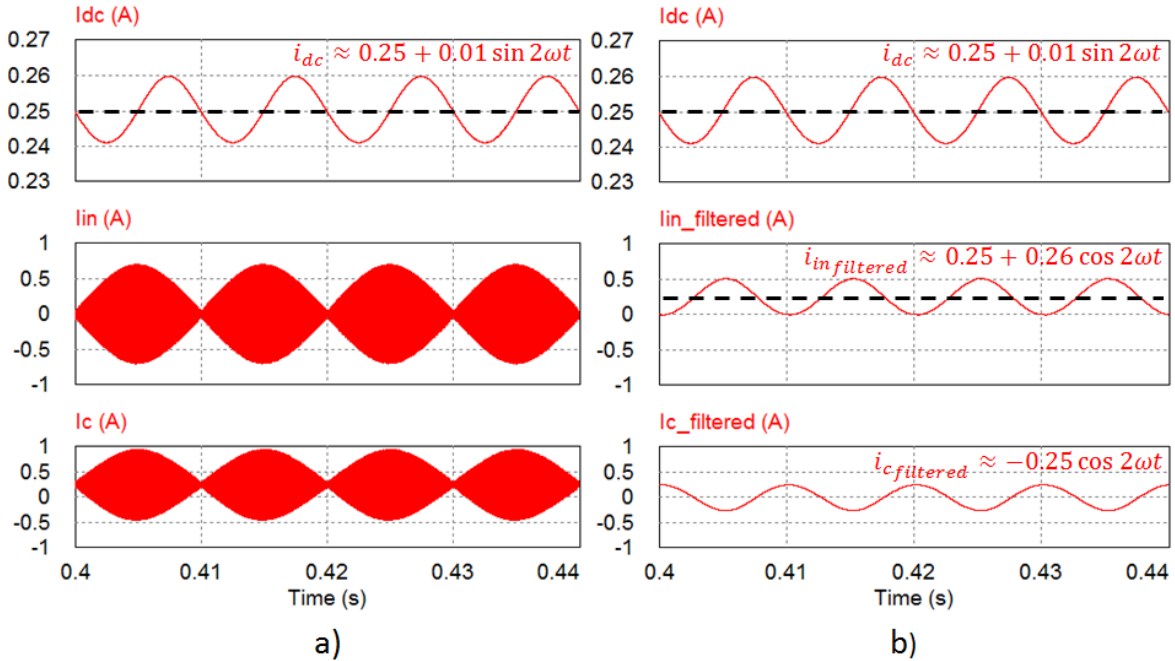 Idc (A)
0.27
0.26
0.25
0.24
0.23
i_dc ≈ 0.25 + 0.01 sin 2ωt
Iin (A)
1
0.5
0
-0.5
-1
Ic (A)
1
0.5
0
-0.5
-1
0.4 0.41 0.42 0.43 0.44
Time (s)
a)
Idc (A)
0.27
0.26
0.25
0.24
0.23
i_dc ≈ 0.25 + 0.01 sin 2ωt
Iin_filtered (A)
1
0.5
0
-0.5
-1
i_in filtered ≈ 0.25 + 0.26 cos 2ωt
Ic_filtered (A)
1
0.5
0
-0.5
-1
i_c filtered ≈ −0.25 cos 2ωt
0.4 0.41 0.42 0.43 0.44
Time (s)
b)